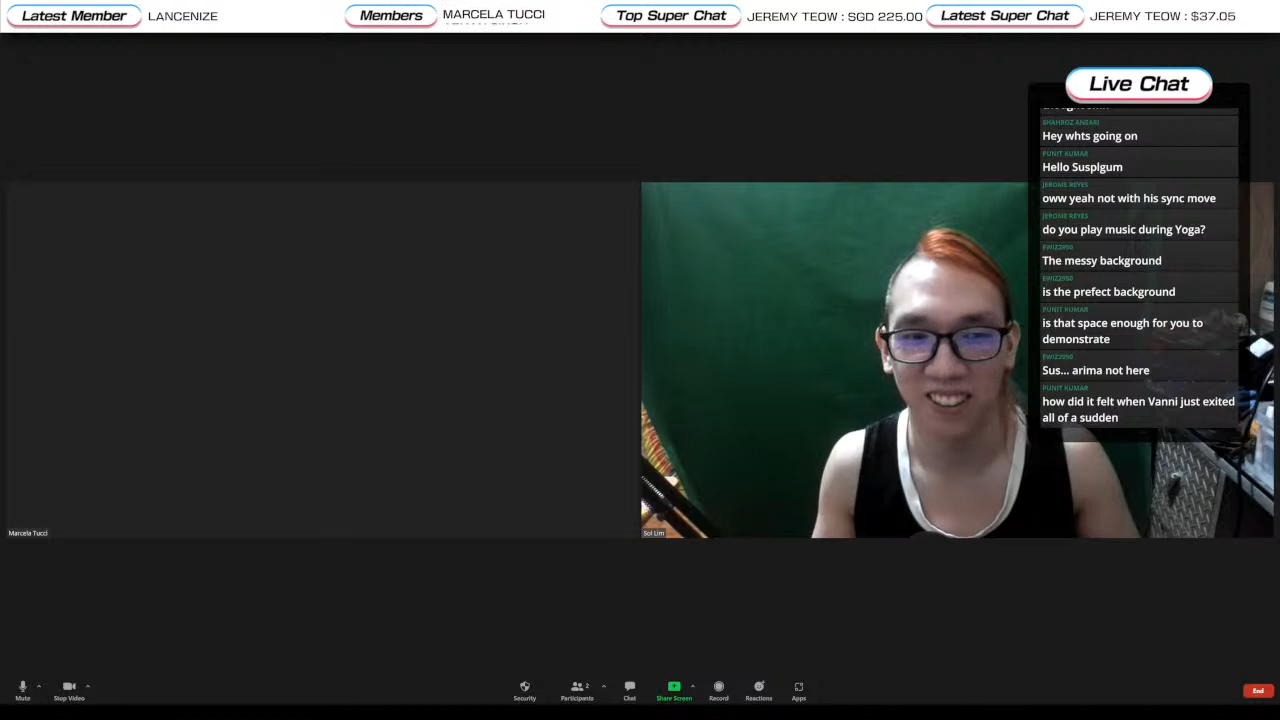 Latest Member LANCENIZE Members MARCELA TUCCI Top Super Chat JEREMY TEOW : SGD 225.00 Latest Super Chat JEREMY TEOW : $37.05
Live Chat
SHAHROZ ANSARI
Hey whts going on
PUNIT KUMAR
Hello Susplgum
JEROME REYES
oww yeah not with his sync move
JEROME REYES
do you play music during Yoga?
EWIZ2950
The messy background
EWIZ2950
is the prefect background
PUNIT KUMAR
is that space enough for you to
demonstrate
EWIZ2950
Sus... arima not here
PUNIT KUMAR
how did it felt when Vanni just exited
all of a sudden
Marcela Tucci
Sol Lim
Mute Stop Video Security Participants 2 Chat Share Screen Record Reactions Apps End